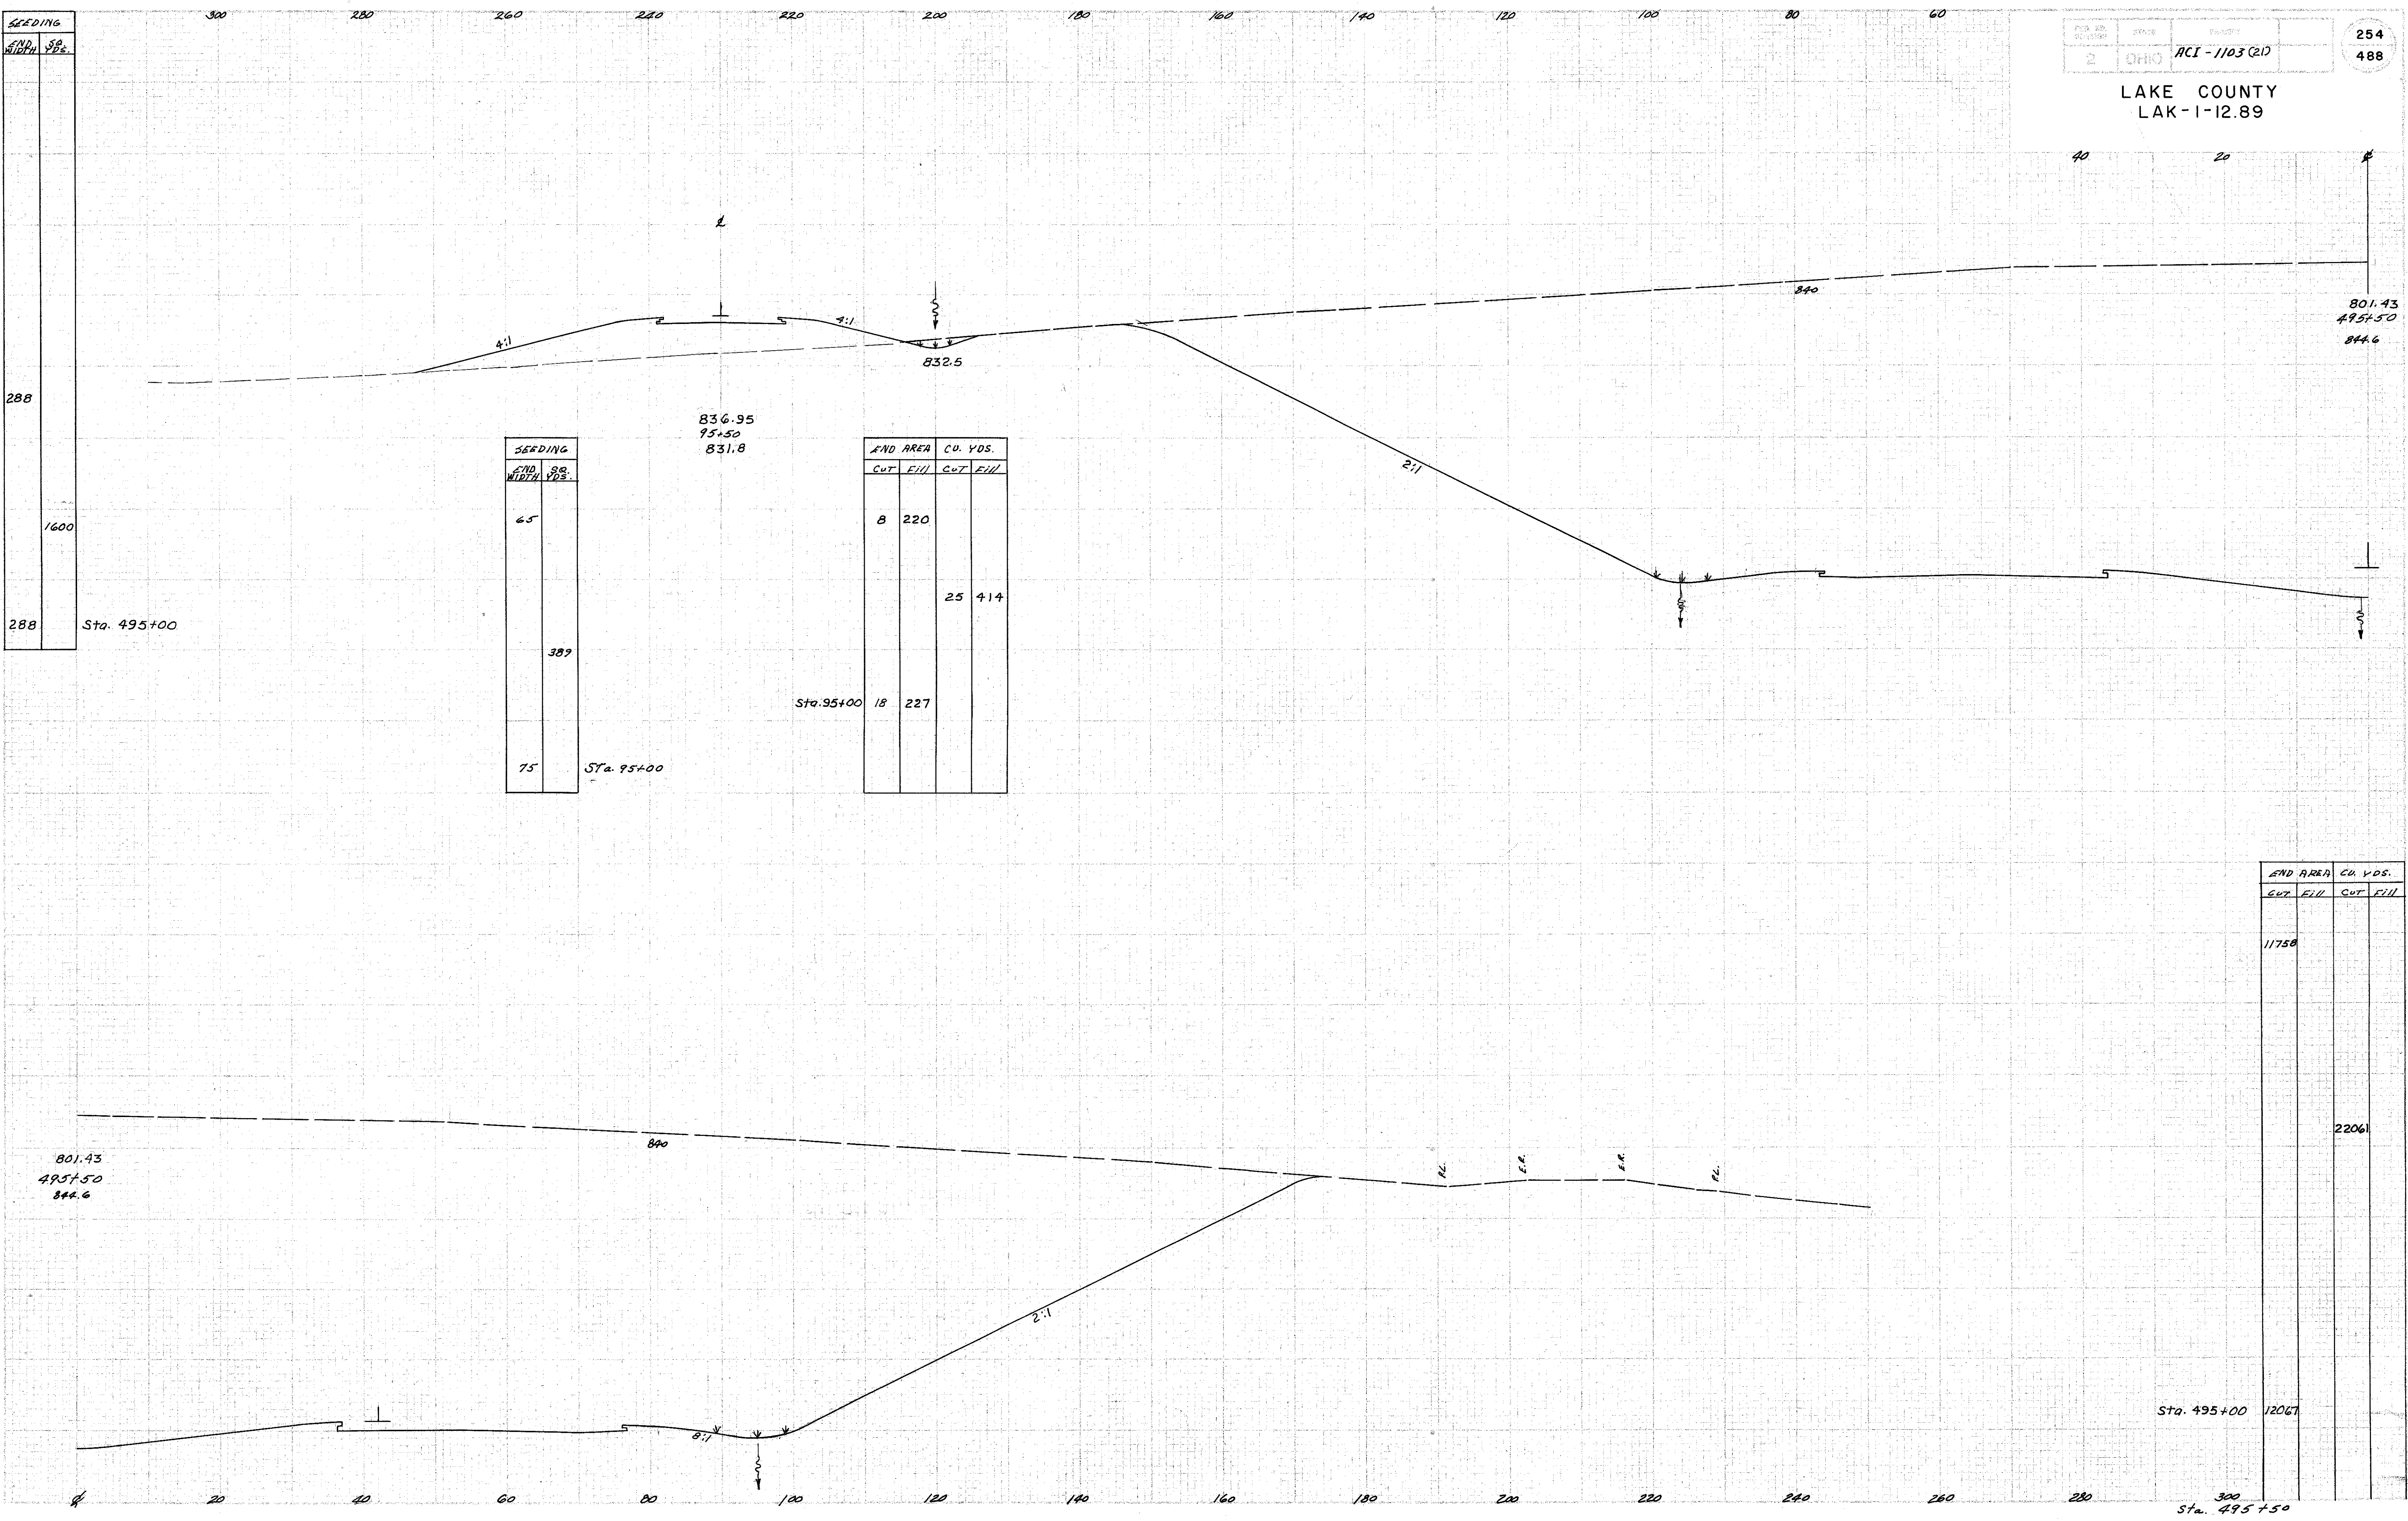 300 280 260 240 220 200 180 160 140 120 100 80 60
SEEDING
END WIDTH SQ. YDS.
OHIO
2
ACI-1103(21)
254
488
LAKE COUNTY
LAK-1-12.89
40 20 ℄
℄
840
801.43
495+50
844.6
4:1
4:1
832.5
288
836.95
95+50
831.8
SEEDING
END WIDTH SQ. YDS.
END AREA CU. YDS.
CUT Fill CUT Fill
2:1
65
8 220
1600
25 414
288 Sta. 495+00
389
Sta. 95+00 18 227
75 STa. 95+00
END AREA CU. YDS.
CUT Fill CUT Fill
11758
840
22061
801.43
495+50
844.6
P.L. E.R. E.R. P.L.
2:1
8:1
Sta. 495+00 12067
℄ 20 40 60 80 100 120 140 160 180 200 220 240 260 280 300
Sta. 495+50